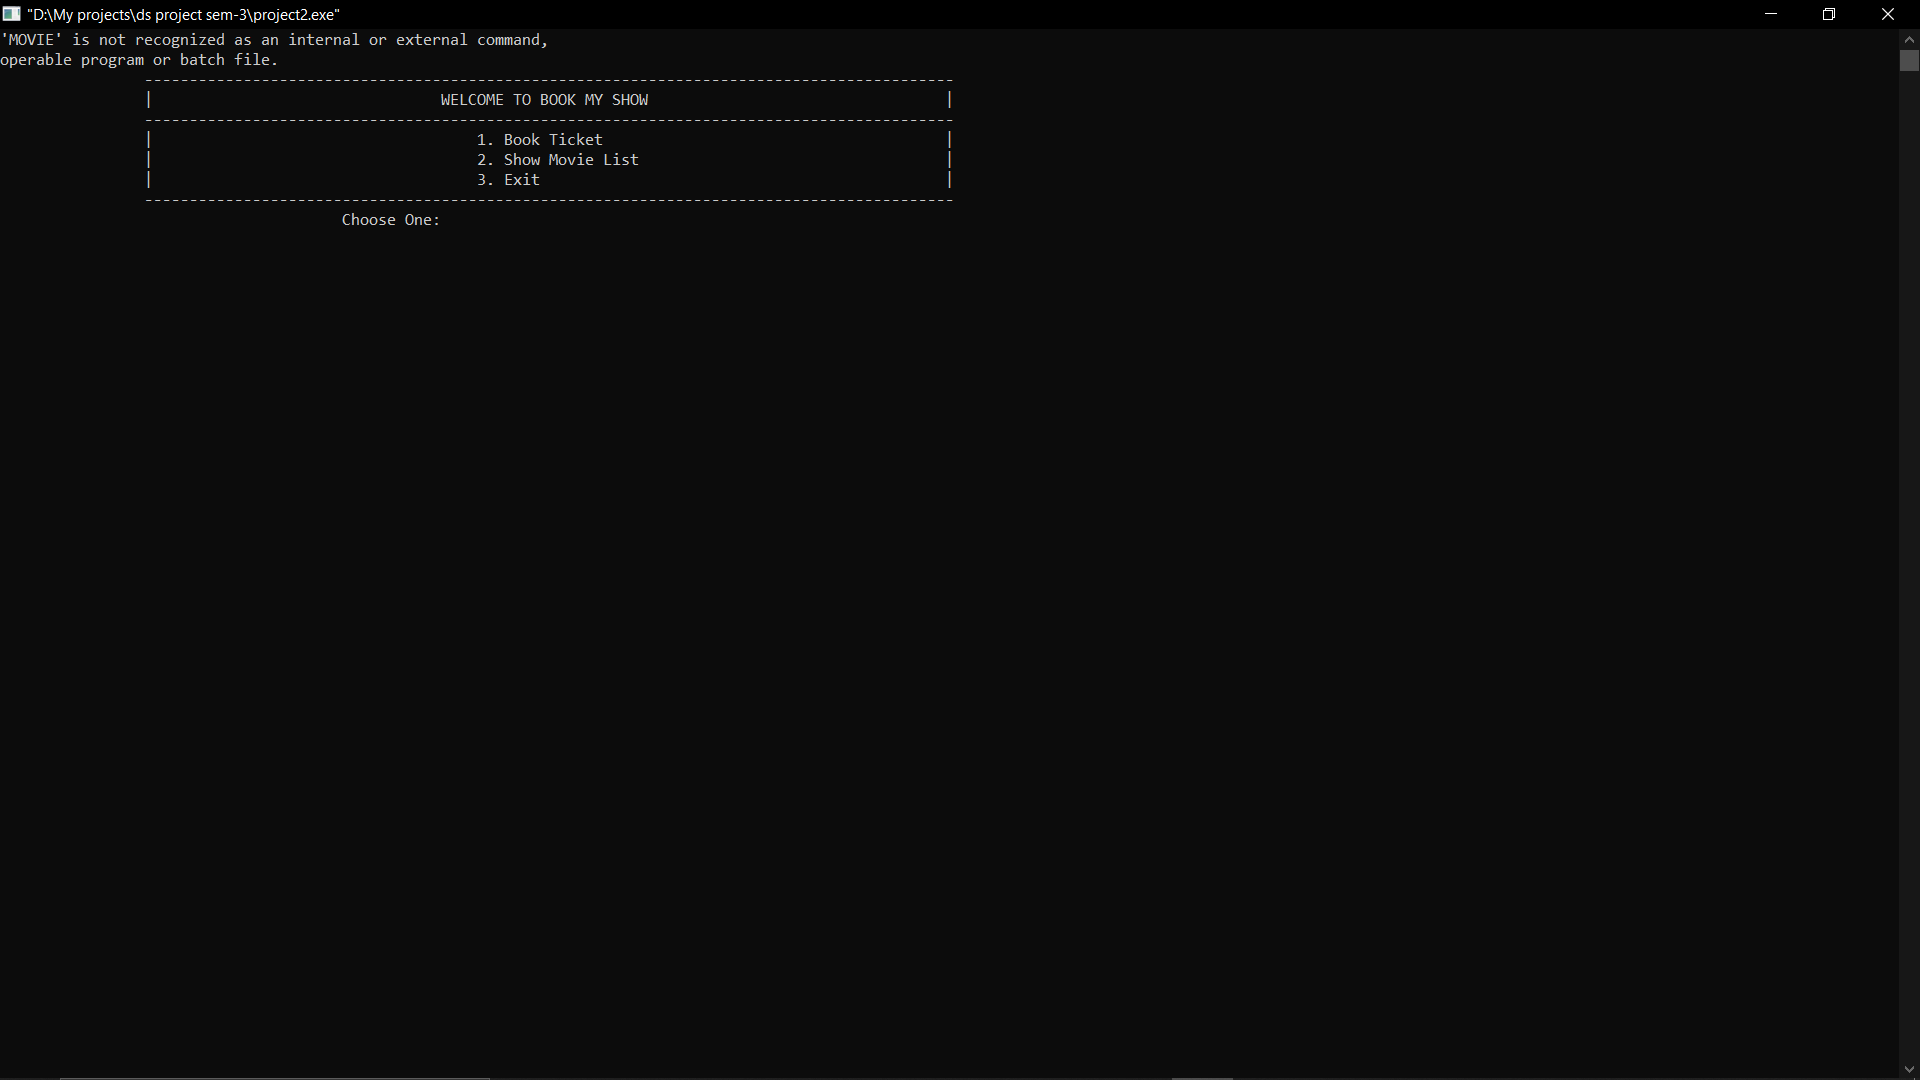 "D:\My projects\ds project sem-3\project2.exe"
'MOVIE' is not recognized as an internal or external command,
operable program or batch file.
------------------------------------------------------------------------------------------
| WELCOME TO BOOK MY SHOW |
------------------------------------------------------------------------------------------
| 1. Book Ticket |
| 2. Show Movie List |
| 3. Exit |
------------------------------------------------------------------------------------------
Choose One: